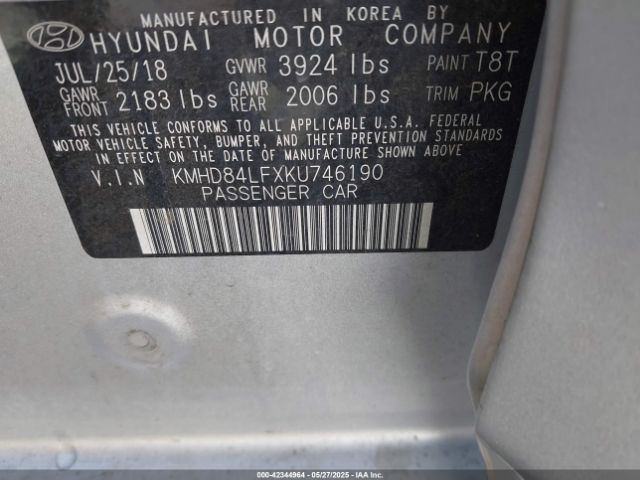 MANUFACTURED IN KOREA BY
HYUNDAI MOTOR COMPANY
JUL/25/18 GVWR 3924 lbs PAINT T8T
GAWR FRONT 2183 lbs GAWR REAR 2006 lbs TRIM PKG
THIS VEHICLE CONFORMS TO ALL APPLICABLE U.S.A. FEDERAL
MOTOR VEHICLE SAFETY, BUMPER, AND THEFT PREVENTION STANDARDS
IN EFFECT ON THE DATE OF MANUFACTURE SHOWN ABOVE.
V.I.N KMHD84LFXKU746190
PASSENGER CAR
000-42344964 - 05/27/2025 - IAAI.COM